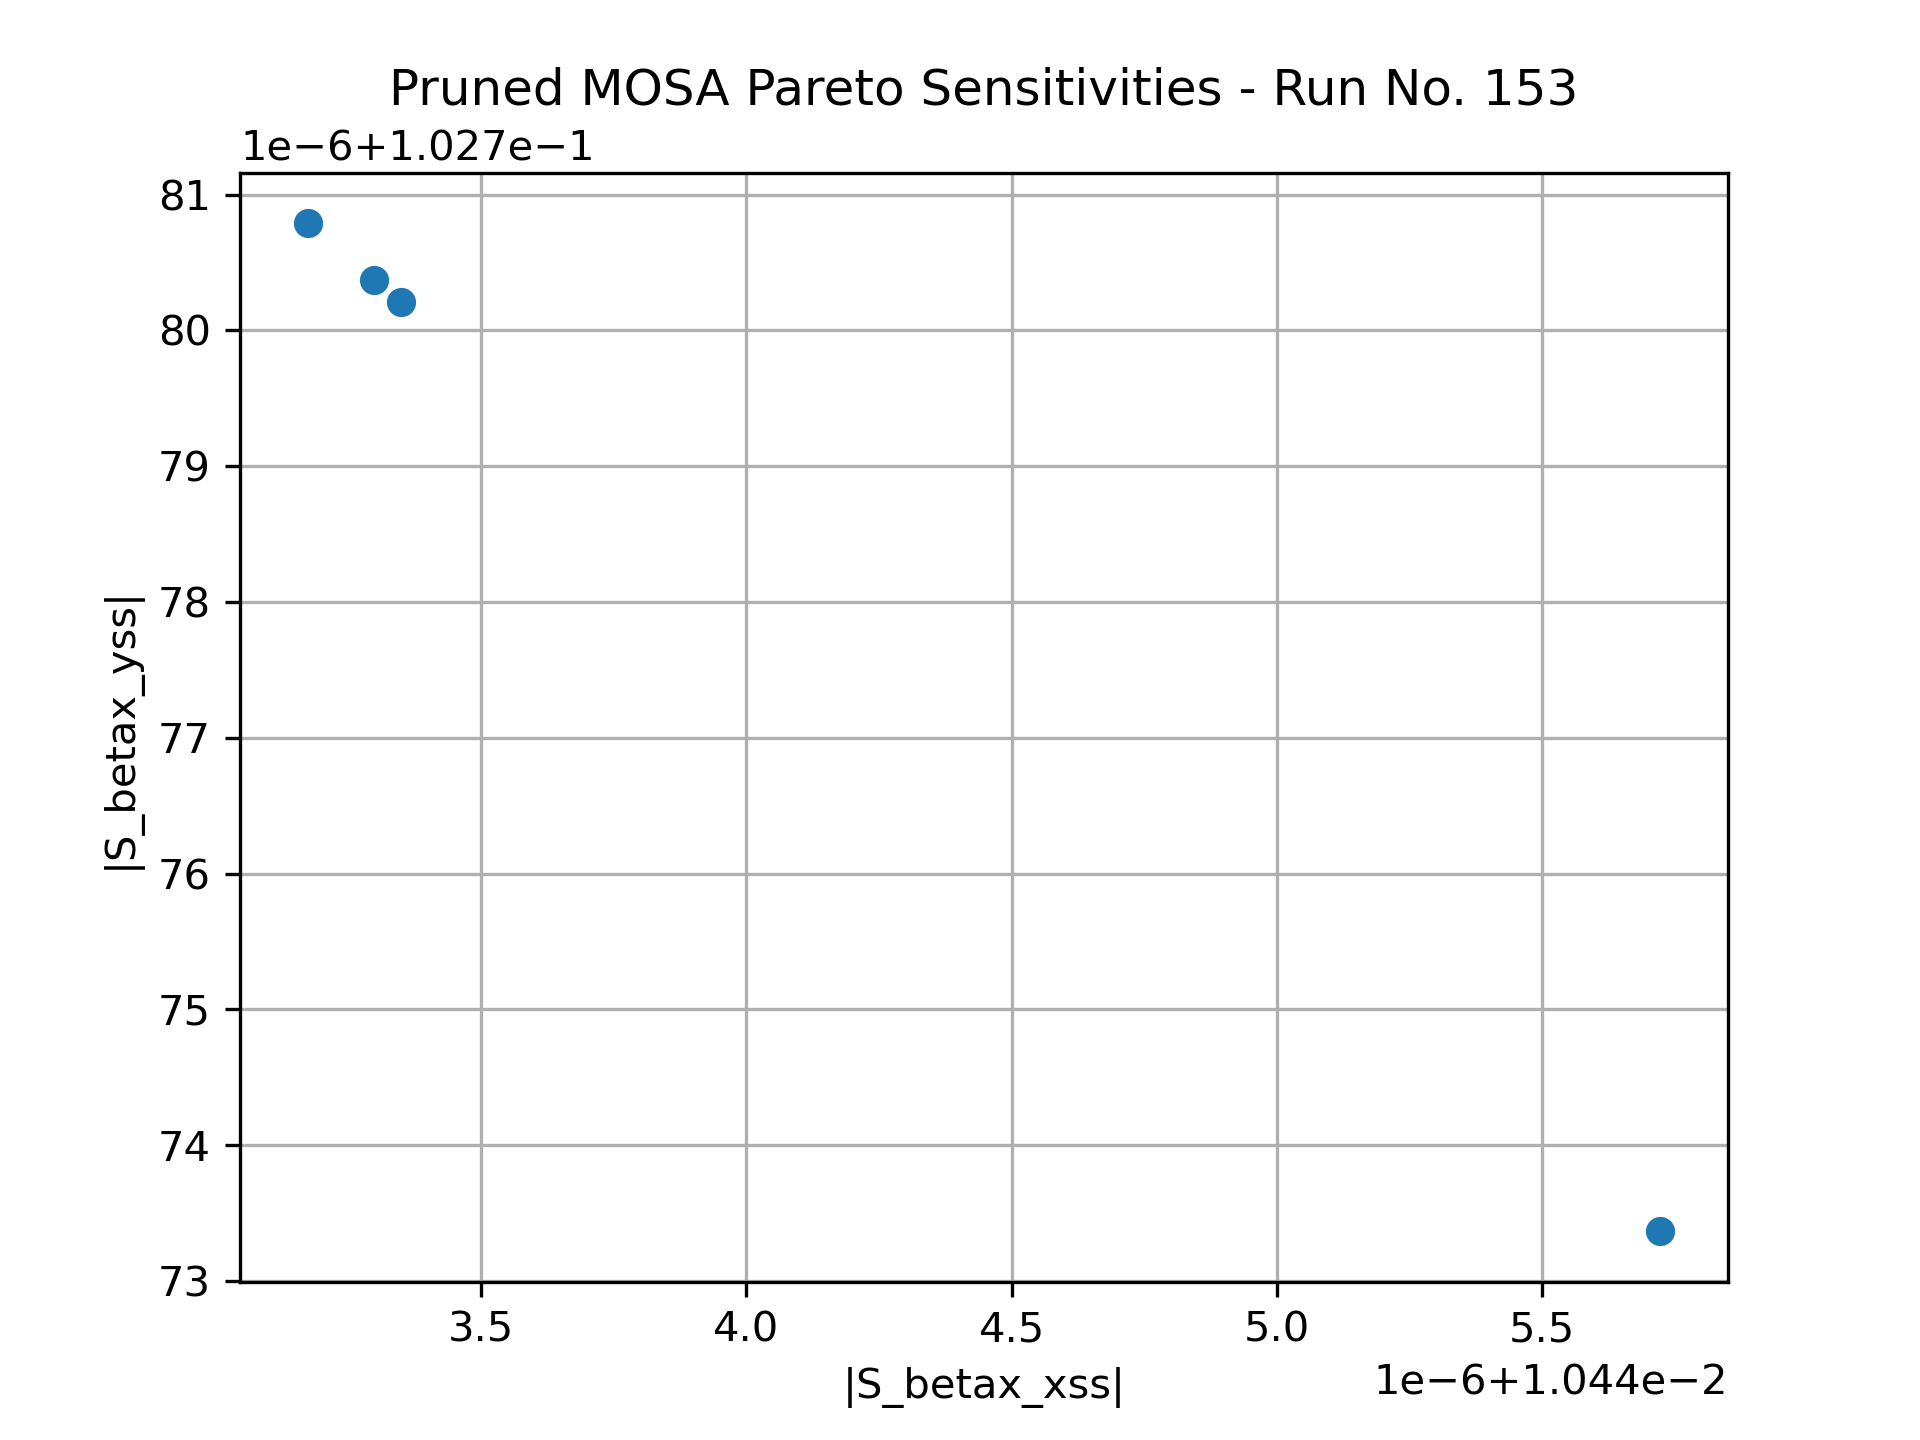 Pruned MOSA Pareto Sensitivities - Run No. 153
1e−6+1.027e−1
81
80
79
78
77
76
75
74
73
|S_betax_yss|
3.5 4.0 4.5 5.0 5.5
1e−6+1.044e−2
|S_betax_xss|